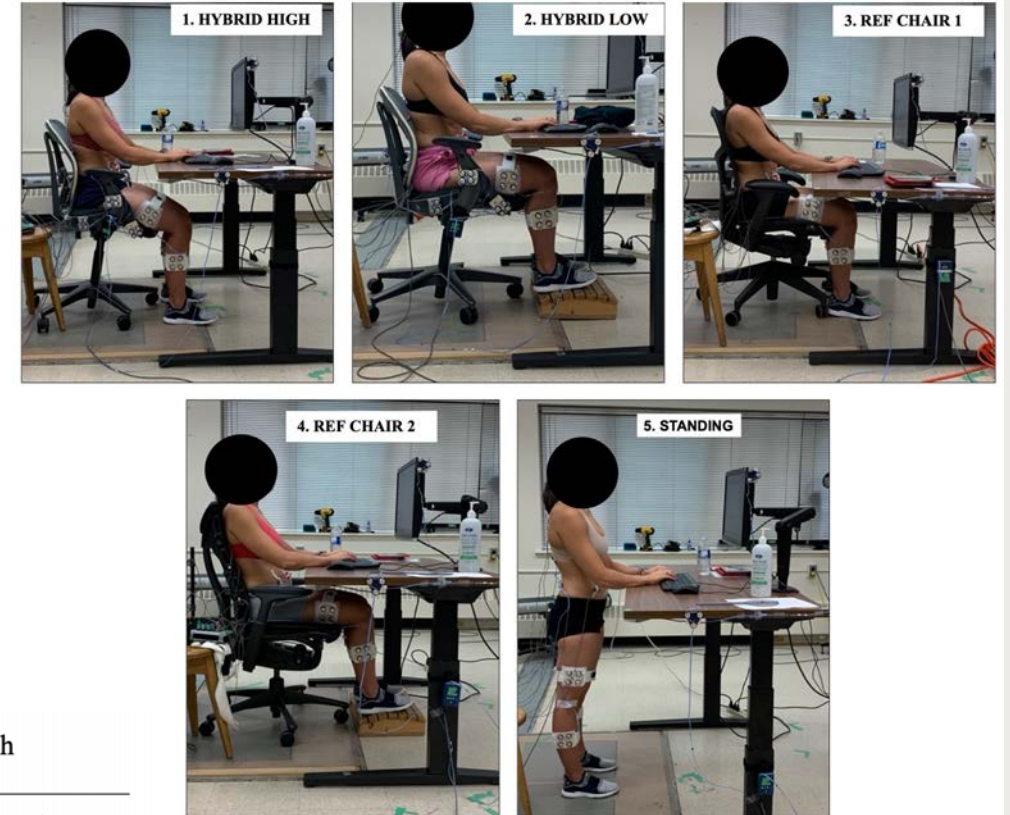 1. HYBRID HIGH
2. HYBRID LOW
3. REF CHAIR 1
4. REF CHAIR 2
5. STANDING
h